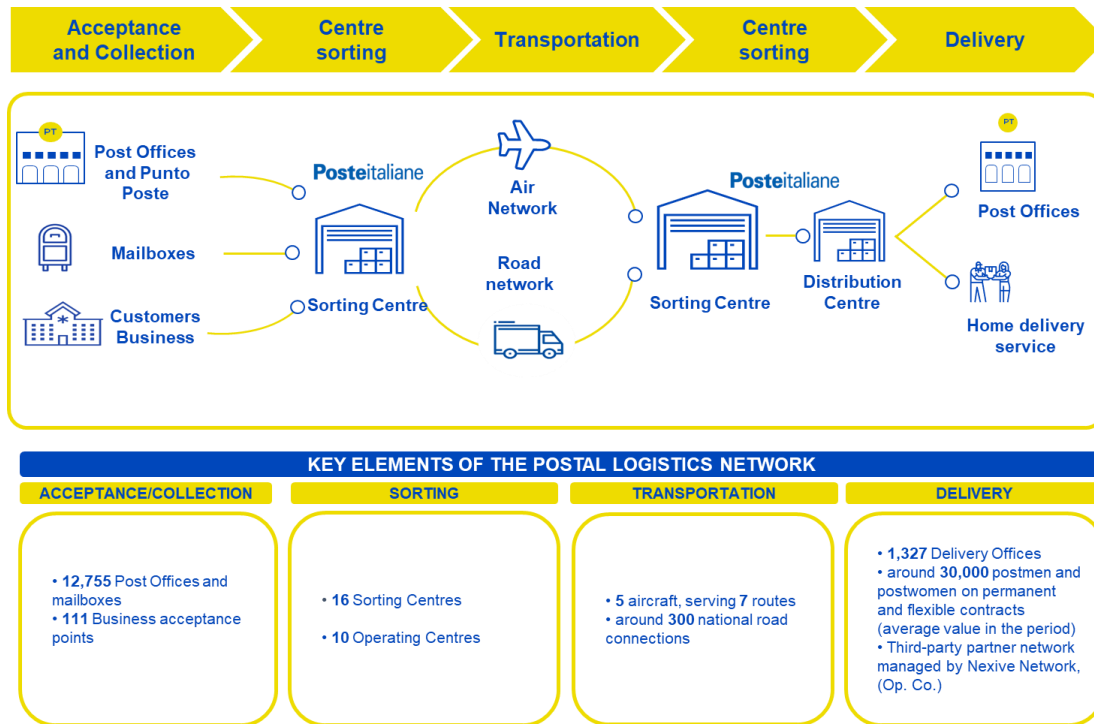 Acceptance
and Collection
Centre
sorting
Transportation
Centre
sorting
Delivery
PT
Post Offices
and Punto
Poste
Mailboxes
Customers
Business
Posteitaliane
Sorting Centre
Air
Network
Road
network
Posteitaliane
Sorting Centre
Distribution
Centre
PT
Post Offices
Home delivery
service
KEY ELEMENTS OF THE POSTAL LOGISTICS NETWORK
ACCEPTANCE/COLLECTION
• 12,755 Post Offices and
mailboxes
• 111 Business acceptance
points
SORTING
• 16 Sorting Centres
• 10 Operating Centres
TRANSPORTATION
• 5 aircraft, serving 7 routes
• around 300 national road
connections
DELIVERY
• 1,327 Delivery Offices
• around 30,000 postmen and
postwomen on permanent
and flexible contracts
(average value in the period)
• Third-party partner network
managed by Nexive Network,
(Op. Co.)